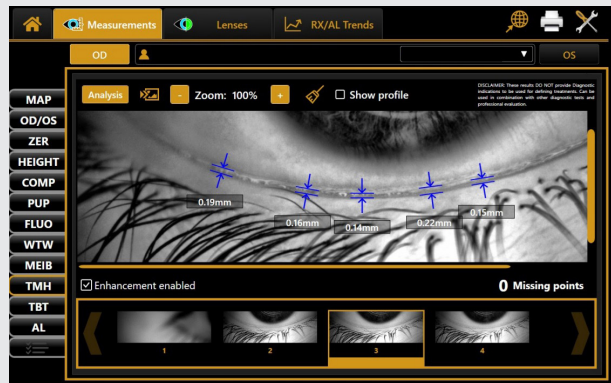 Measurements
Lenses
RX/AL Trends
OD
OS
MAP
OD/OS
ZER
HEIGHT
COMP
PUP
FLUO
WTW
MEIB
TMH
TBT
AL
Analysis
- Zoom: 100% +
Show profile
DISCLAIMER: These results DO NOT provide Diagnostic
indications to be used for defining treatments. Can be
used in combination with other diagnostic tests and
professional evaluation.
0.19mm
0.16mm
0.14mm
0.22mm
0.15mm
Enhancement enabled
0 Missing points
1
2
3
4